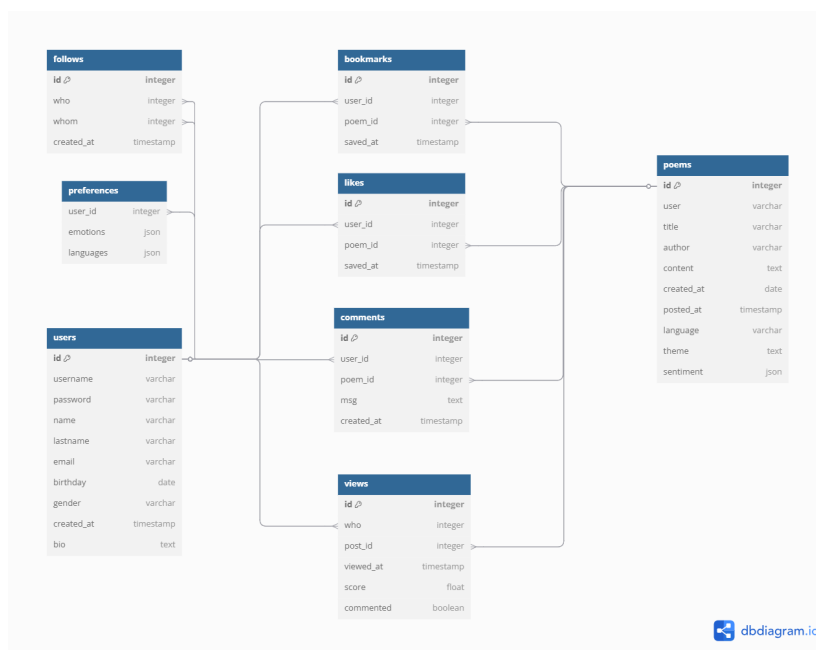 follows
id integer
who integer
whom integer
created_at timestamp
preferences
user_id integer
emotions json
languages json
users
id integer
username varchar
password varchar
name varchar
lastname varchar
email varchar
birthday date
gender varchar
created_at timestamp
bio text
bookmarks
id integer
user_id integer
poem_id integer
saved_at timestamp
likes
id integer
user_id integer
poem_id integer
saved_at timestamp
comments
id integer
user_id integer
poem_id integer
msg text
created_at timestamp
views
id integer
who integer
post_id integer
viewed_at timestamp
score float
commented boolean
poems
id integer
user varchar
title varchar
author varchar
content text
created_at date
posted_at timestamp
language varchar
theme text
sentiment json
dbdiagram.io